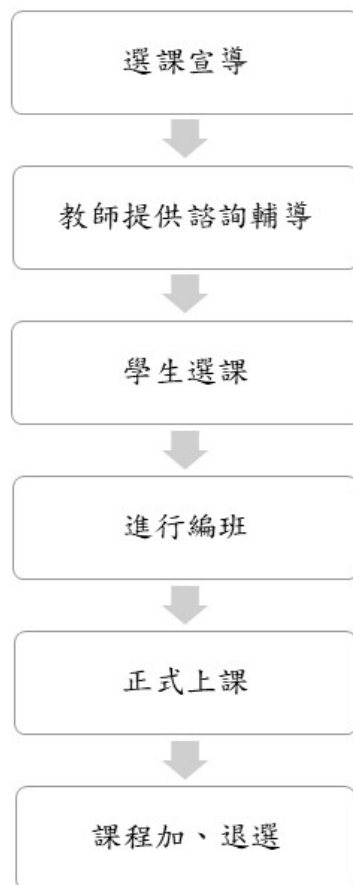 選課宣導
教師提供諮詢輔導
學生選課
進行編班
正式上課
課程加、退選